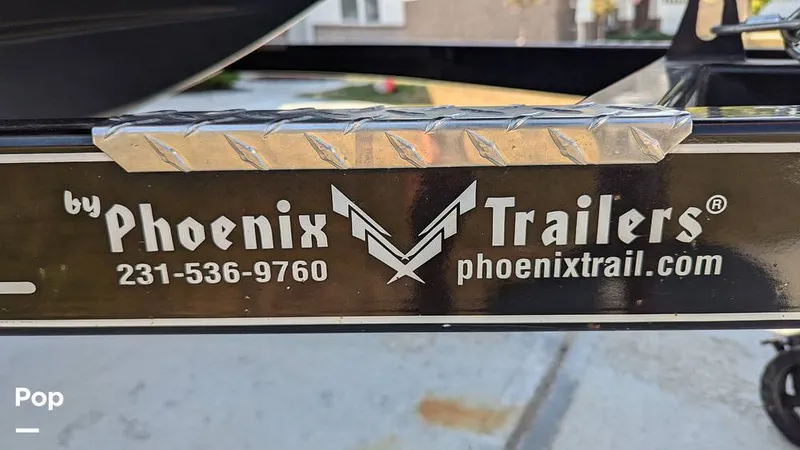 by Phoenix Trailers®
231-536-9760 phoenixtrail.com
Pop